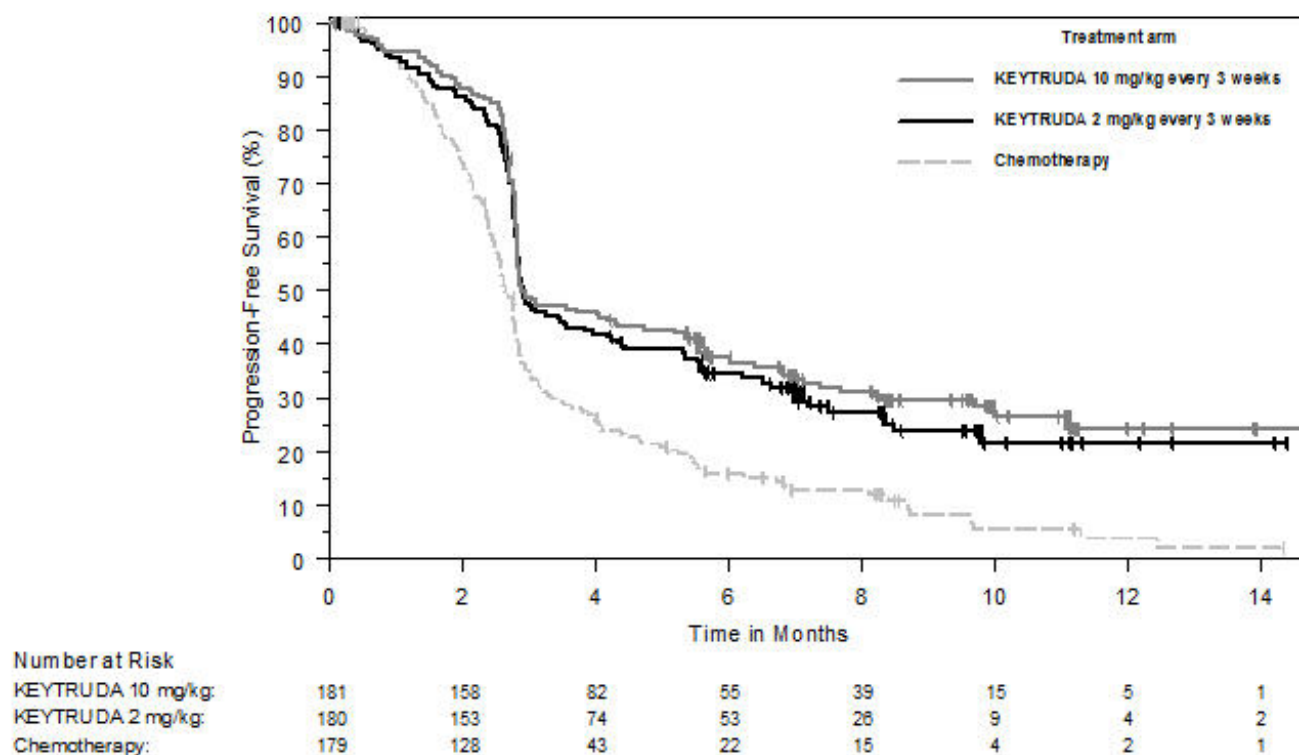 Treatment arm
KEYTRUDA 10 mg/kg every 3 weeks
KEYTRUDA 2 mg/kg every 3 weeks
Chemotherapy
Progression-Free Survival (%)
100
90
80
70
60
50
40
30
20
10
0
0 2 4 6 8 10 12 14
Time in Months
Number at Risk
KEYTRUDA 10 mg/kg: 181 158 82 55 39 15 5 1
KEYTRUDA 2 mg/kg: 180 153 74 53 26 9 4 2
Chemotherapy: 179 128 43 22 15 4 2 1